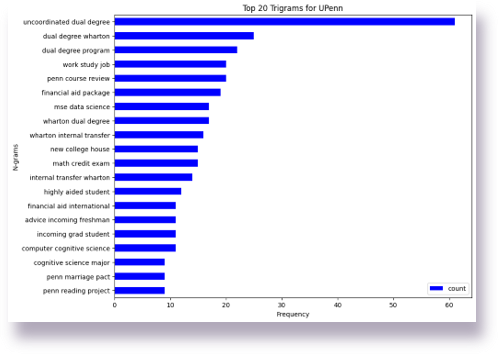 Top 20 Trigrams for UPenn
uncoordinated dual degree
dual degree wharton
dual degree program
work study job
penn course review
financial aid package
mse data science
wharton dual degree
wharton internal transfer
new college house
math credit exam
internal transfer wharton
highly aided student
financial aid international
advice incoming freshman
incoming grad student
computer cognitive science
cognitive science major
penn marriage pact
penn reading project
N-grams
count
0 10 20 30 40 50 60
Frequency